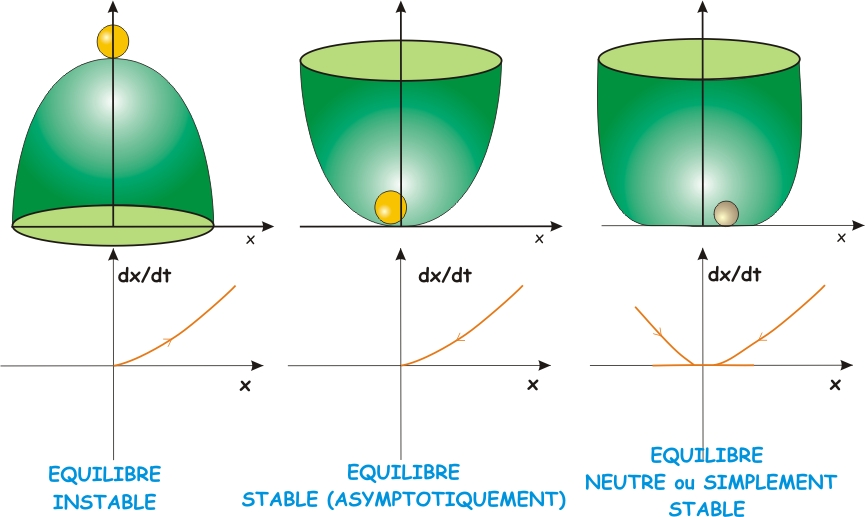 x
x
x
dx/dt
dx/dt
dx/dt
x
x
x
EQUILIBRE
INSTABLE
EQUILIBRE
STABLE (ASYMPTOTIQUEMENT)
EQUILIBRE
NEUTRE ou SIMPLEMENT
STABLE